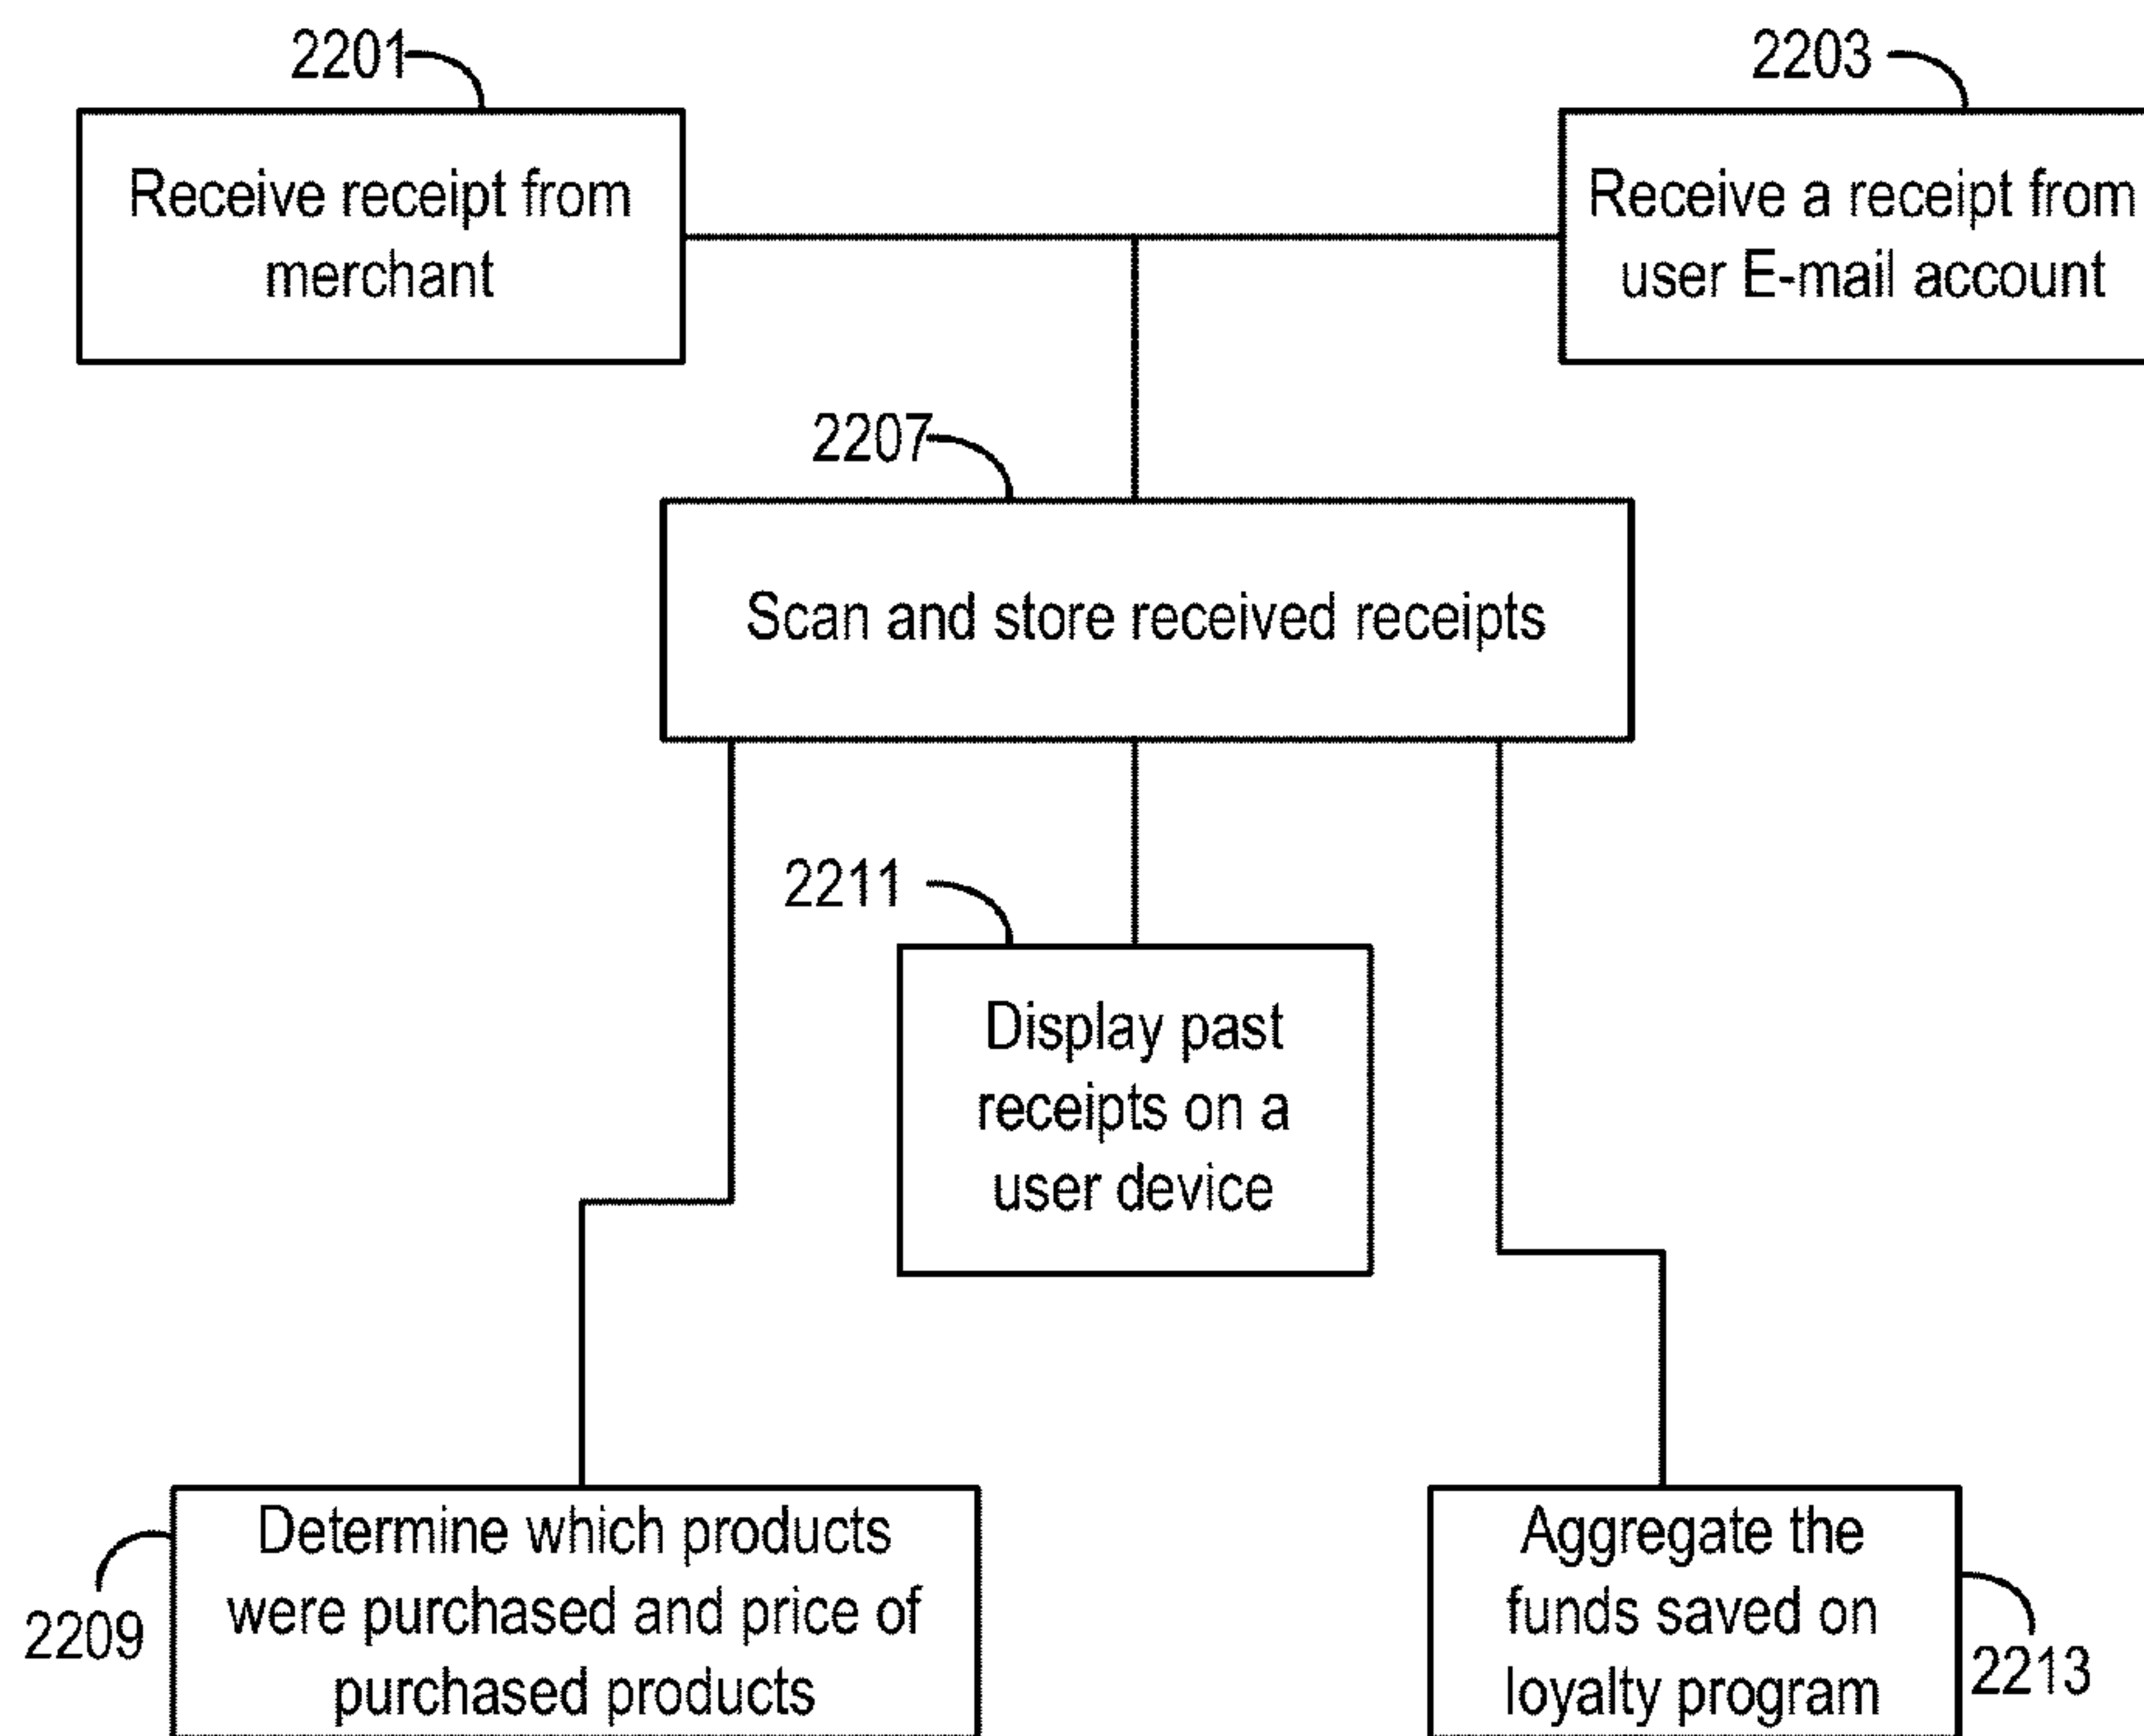 2201
2203
Receive receipt from
merchant
Receive a receipt from
user E-mail account
2207
Scan and store received receipts
2211
Display past
receipts on a
user device
2209
Determine which products
were purchased and price of
purchased products
Aggregate the
funds saved on
loyalty program
2213